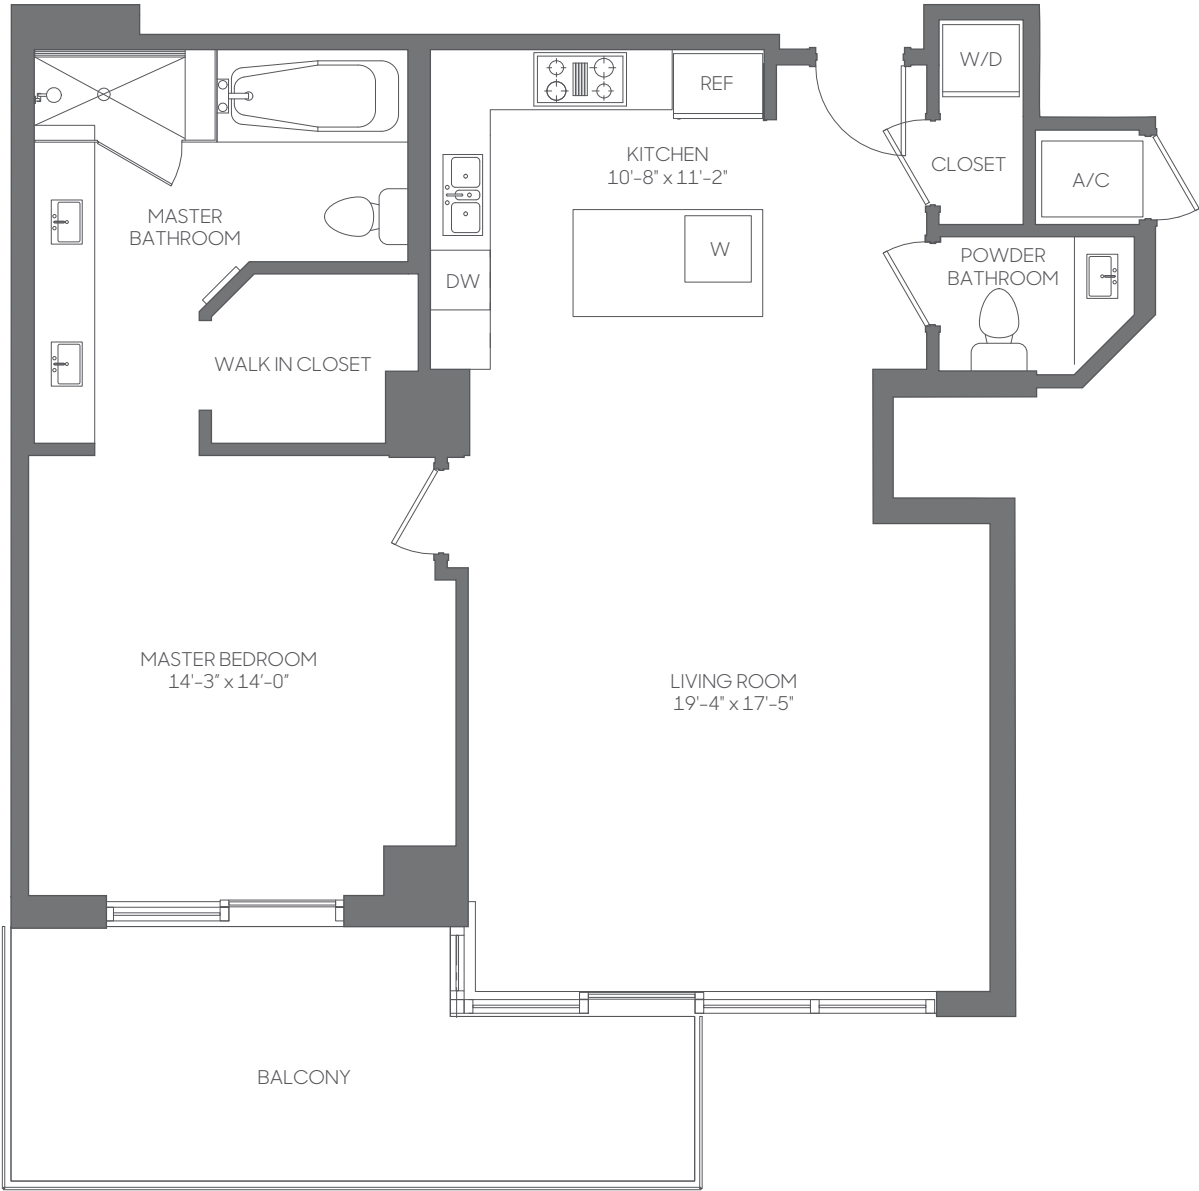 W/D
REF
KITCHEN
10'-8" x 11'-2"
CLOSET
A/C
MASTER
BATHROOM
W
POWDER
BATHROOM
DW
WALK IN CLOSET
MASTER BEDROOM
14'-3" x 14'-0"
LIVING ROOM
19'-4" x 17'-5"
BALCONY